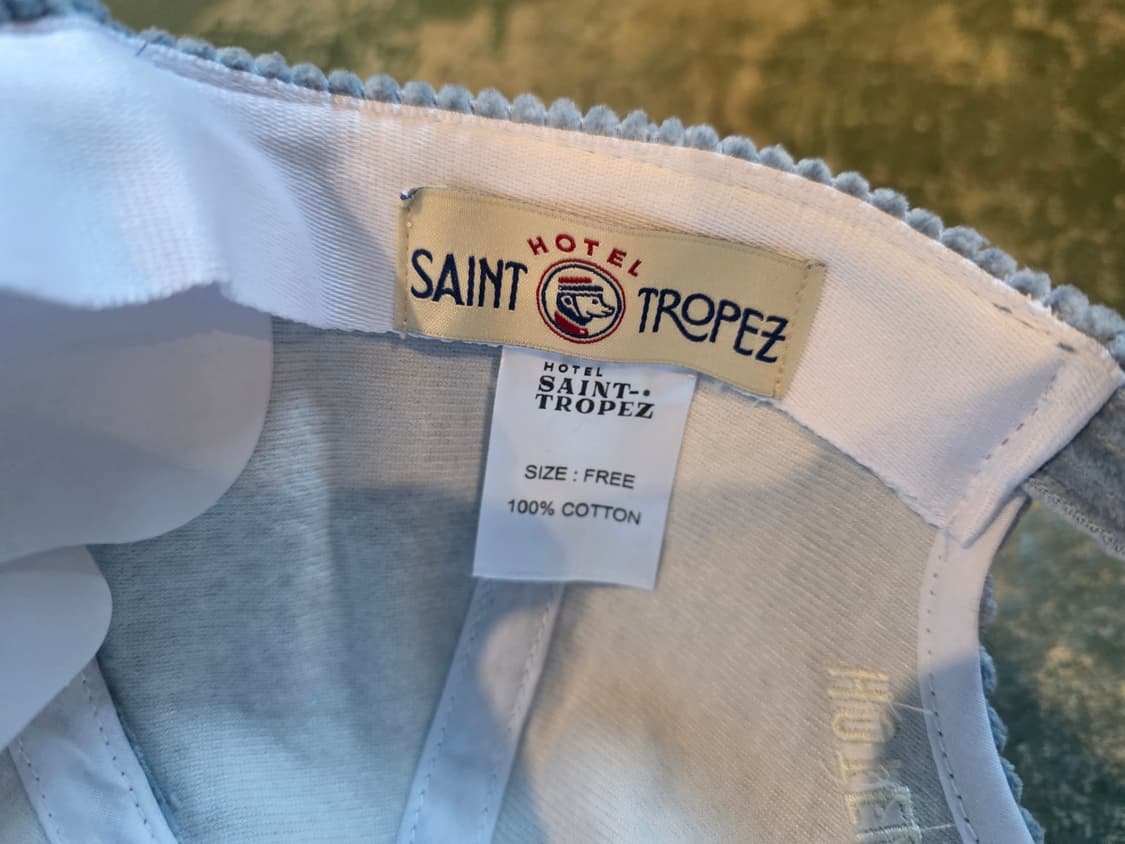 HOTEL
SAINT TROPEZ
HOTEL
SAINT-•
TROPEZ
SIZE : FREE
100% COTTON